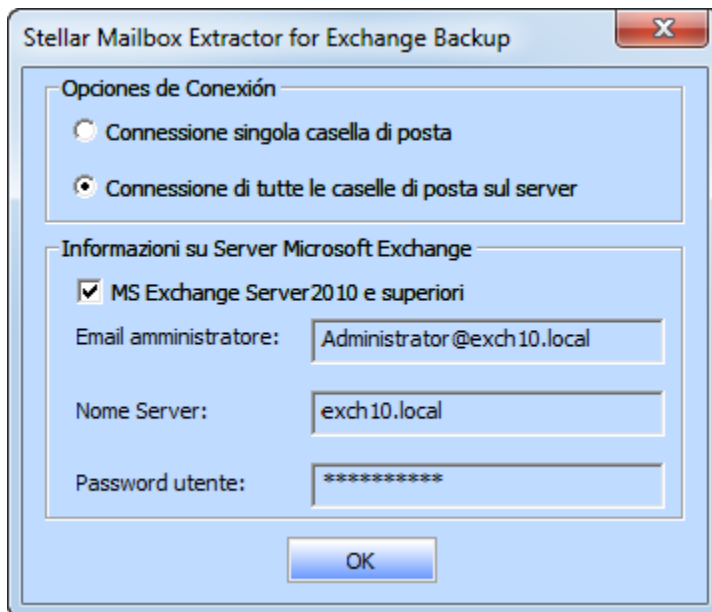 Stellar Mailbox Extractor for Exchange Backup
Opciones de Conexión
Connessione singola casella di posta
Connessione di tutte le caselle di posta sul server
Informazioni su Server Microsoft Exchange
MS Exchange Server2010 e superiori
Email amministratore: Administrator@exch10.local
Nome Server: exch10.local
Password utente: **********
OK